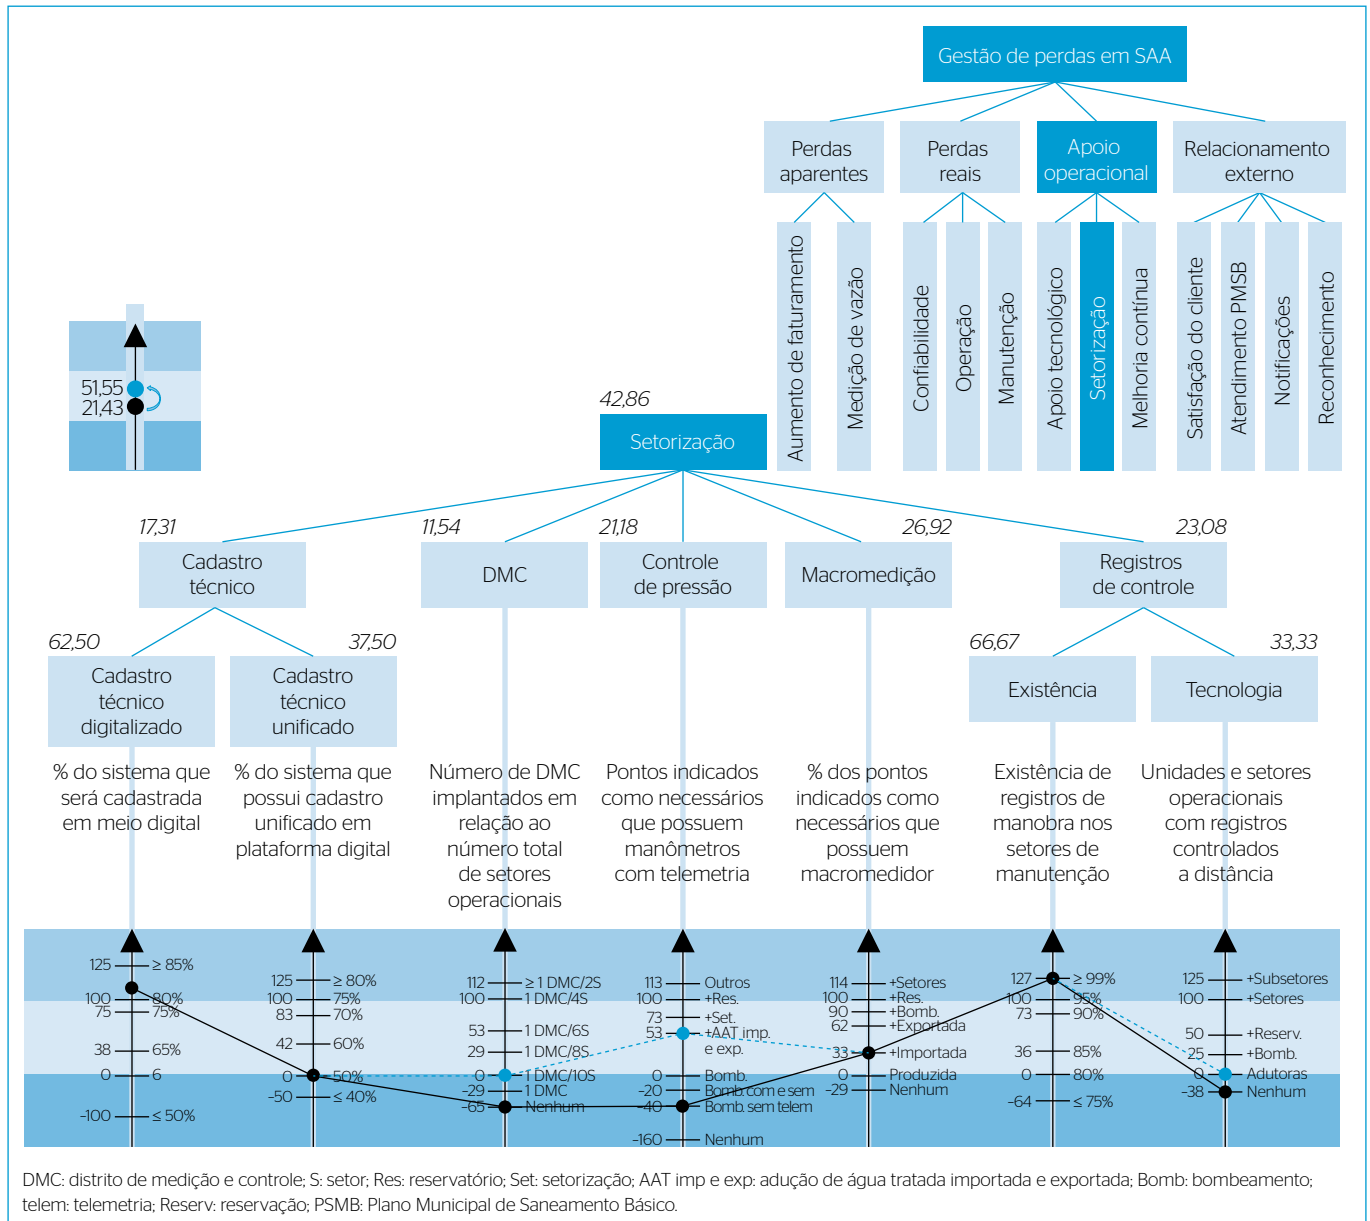 Gestão de perdas em SAA
Perdas
aparentes
Perdas
reais
Apoio
operacional
Relacionamento
externo
Aumento de faturamento
Medição de vazão
Confiabilidade
Operação
Manutenção
Apoio tecnológico
Setorização
Melhoria contínua
Satisfação do cliente
Atendimento PMSB
Notificações
Reconhecimento
51,55
21,43
42,86
Setorização
17,31
Cadastro
técnico
11,54
DMC
21,18
Controle
de pressão
26,92
Macromedição
23,08
Registros
de controle
62,50
Cadastro
técnico
digitalizado
37,50
Cadastro
técnico
unificado
66,67
Existência
33,33
Tecnologia
% do sistema que
será cadastrada
em meio digital
% do sistema que
possui cadastro
unificado em
plataforma digital
Número de DMC
implantados em
relação ao
número total
de setores
operacionais
Pontos indicados
como necessários
que possuem
manômetros
com telemetria
% dos pontos
indicados como
necessários que
possuem
macromedidor
Existência de
registros de
manobra nos
setores de
manutenção
Unidades e setores
operacionais
com registros
controlados
a distância
125 ≥ 85%
100 80%
75 75%
38 65%
0 6
-100 ≤ 50%
125 ≥ 80%
100 75%
83 70%
42 60%
0 50%
-50 ≤ 40%
112 ≥ 1 DMC/2S
100 1 DMC/4S
53 1 DMC/6S
29 1 DMC/8S
0 1 DMC/10S
-29 1 DMC
-65 Nenhum
113 Outros
100 +Res.
73 +Set.
53 +AAT imp.
e exp.
0 Bomb.
-20 Bomb. com e sem
-40 Bomb. sem telem
-160 Nenhum
114 +Setores
100 +Res.
90 +Bomb.
62 +Exportada
33 +Importada
0 Produzida
-29 Nenhum
127 ≥ 99%
100 95%
73 90%
36 85%
0 80%
-64 ≤ 75%
125 +Subsetores
100 +Setores
50 +Reserv.
25 +Bomb.
0 Adutoras
-38 Nenhum
DMC: distrito de medição e controle; S: setor; Res: reservatório; Set: setorização; AAT imp e exp: adução de água tratada importada e exportada; Bomb: bombeamento;
telem: telemetria; Reserv: reservação; PSMB: Plano Municipal de Saneamento Básico.